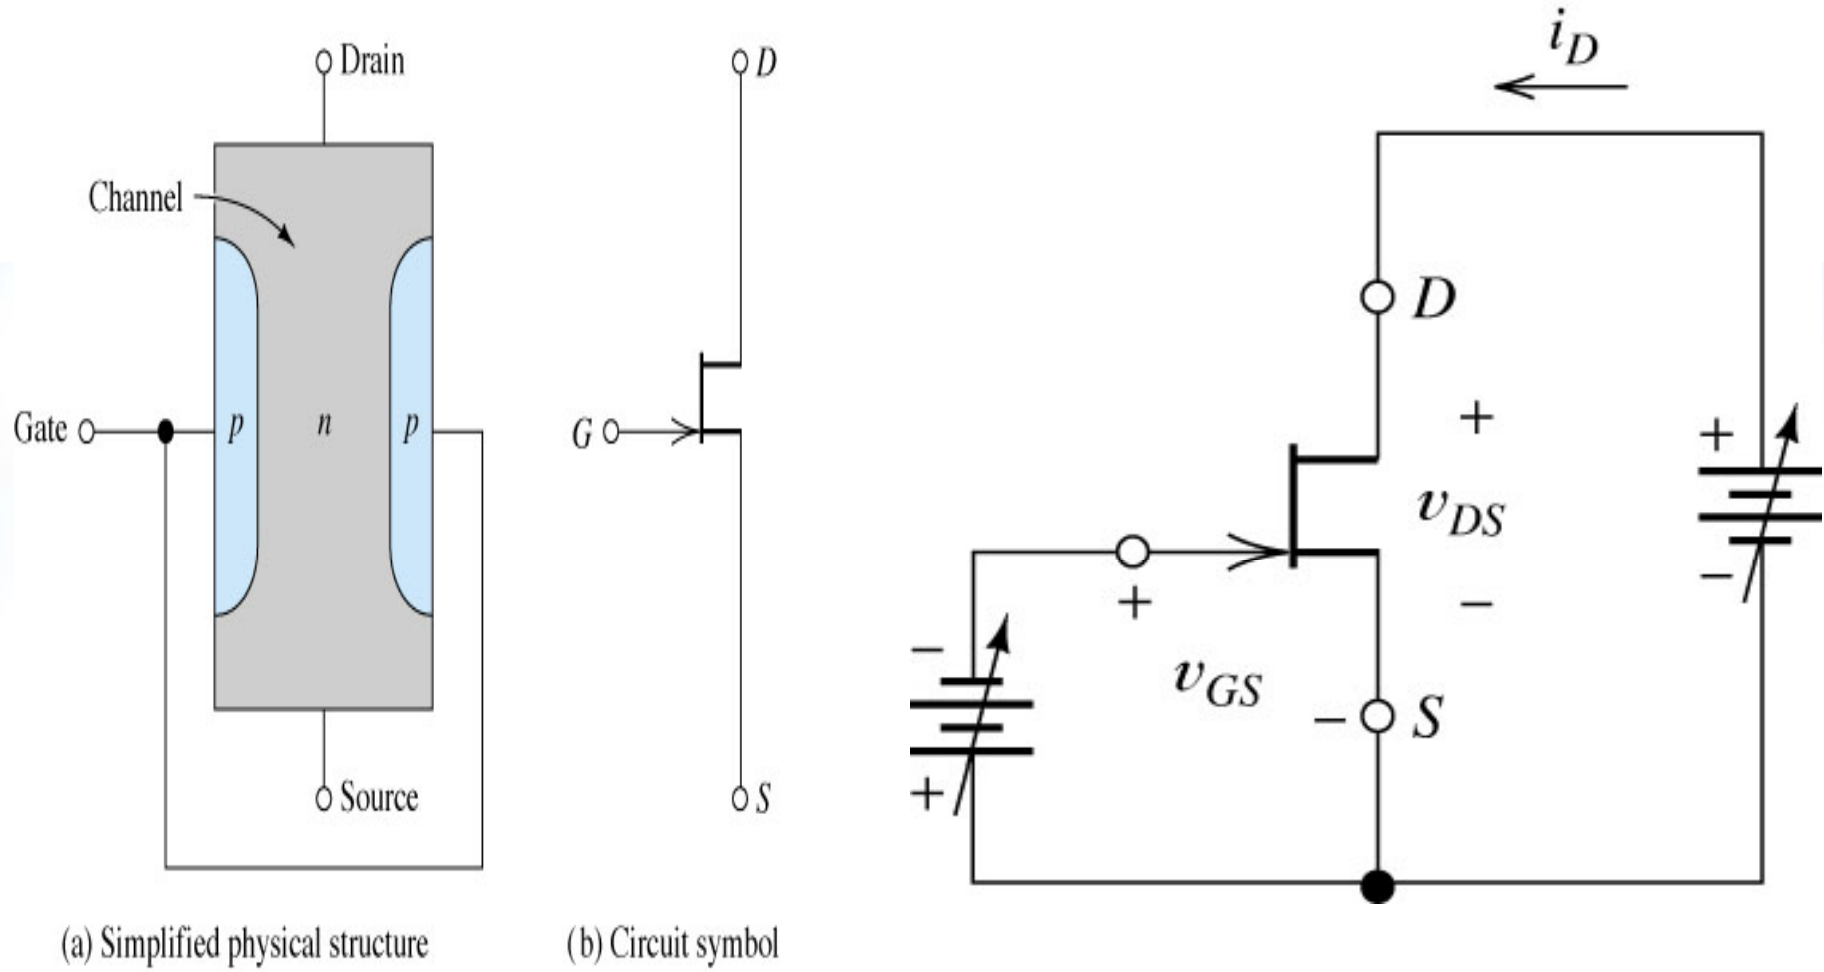 Drain
Channel
Gate
p
n
p
Source
(a) Simplified physical structure
D
G
S
(b) Circuit symbol
i_D
D
+
v_DS
−
+
v_GS
− S
−
+
+
−